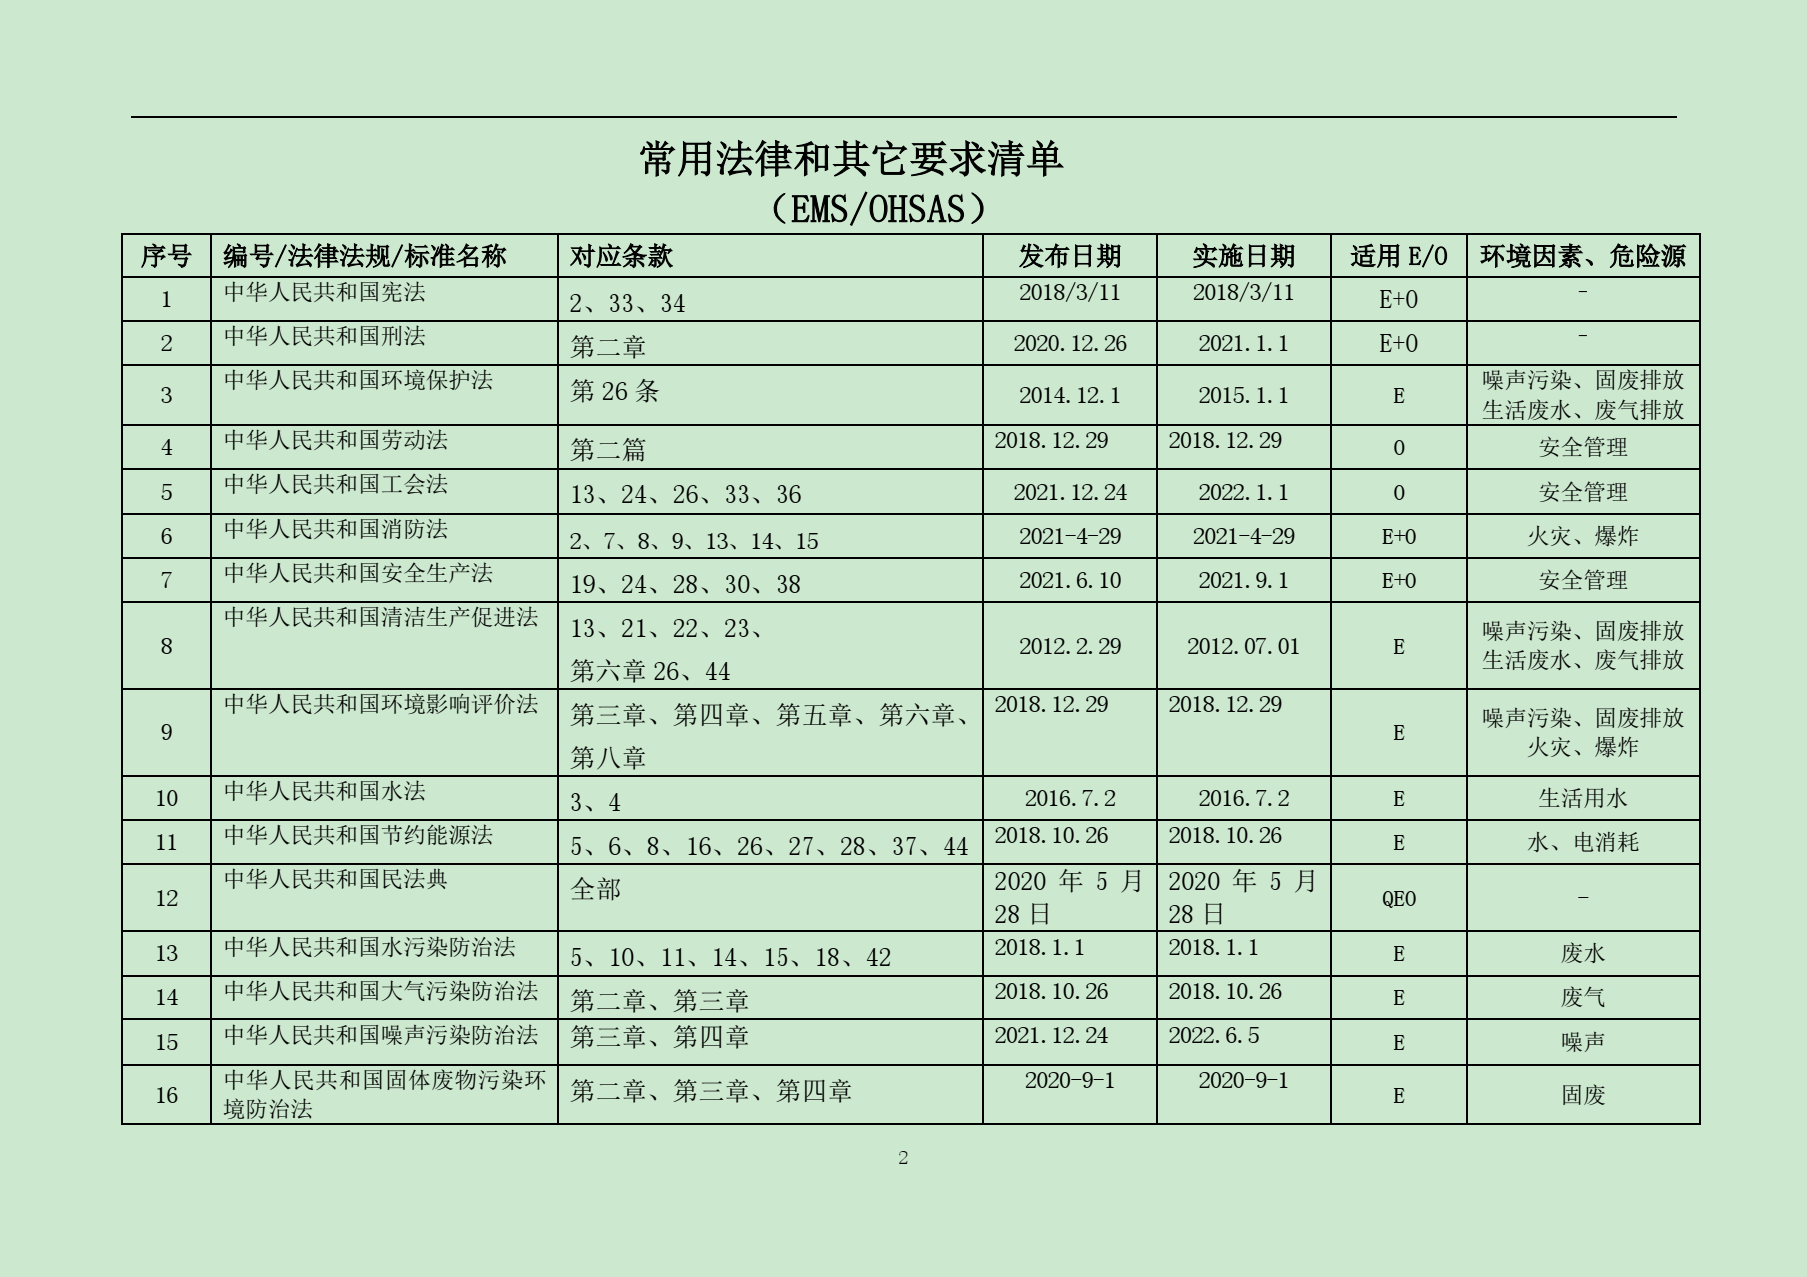 常用法律和其它要求清单
（EMS/OHSAS）
序号 编号/法律法规/标准名称 对应条款 发布日期 实施日期 适用 E/O 环境因素、危险源
1 中华人民共和国宪法 2、33、34 2018/3/11 2018/3/11 E+O -
2 中华人民共和国刑法 第二章 2020.12.26 2021.1.1 E+O -
3 中华人民共和国环境保护法 第 26 条 2014.12.1 2015.1.1 E 噪声污染、固废排放
生活废水、废气排放
4 中华人民共和国劳动法 第二篇 2018.12.29 2018.12.29 O 安全管理
5 中华人民共和国工会法 13、24、26、33、36 2021.12.24 2022.1.1 O 安全管理
6 中华人民共和国消防法 2、7、8、9、13、14、15 2021-4-29 2021-4-29 E+O 火灾、爆炸
7 中华人民共和国安全生产法 19、24、28、30、38 2021.6.10 2021.9.1 E+O 安全管理
8 中华人民共和国清洁生产促进法 13、21、22、23、 2012.2.29 2012.07.01 E 噪声污染、固废排放
第六章 26、44 生活废水、废气排放
9 中华人民共和国环境影响评价法 第三章、第四章、第五章、第六章、 2018.12.29 2018.12.29 E 噪声污染、固废排放
第八章 火灾、爆炸
10 中华人民共和国水法 3、4 2016.7.2 2016.7.2 E 生活用水
11 中华人民共和国节约能源法 5、6、8、16、26、27、28、37、44 2018.10.26 2018.10.26 E 水、电消耗
12 中华人民共和国民法典 全部 2020 年 5 月 2020 年 5 月 QEO -
28 日 28 日
13 中华人民共和国水污染防治法 5、10、11、14、15、18、42 2018.1.1 2018.1.1 E 废水
14 中华人民共和国大气污染防治法 第二章、第三章 2018.10.26 2018.10.26 E 废气
15 中华人民共和国噪声污染防治法 第三章、第四章 2021.12.24 2022.6.5 E 噪声
16 中华人民共和国固体废物污染环 第二章、第三章、第四章 2020-9-1 2020-9-1 E 固废
境防治法
2